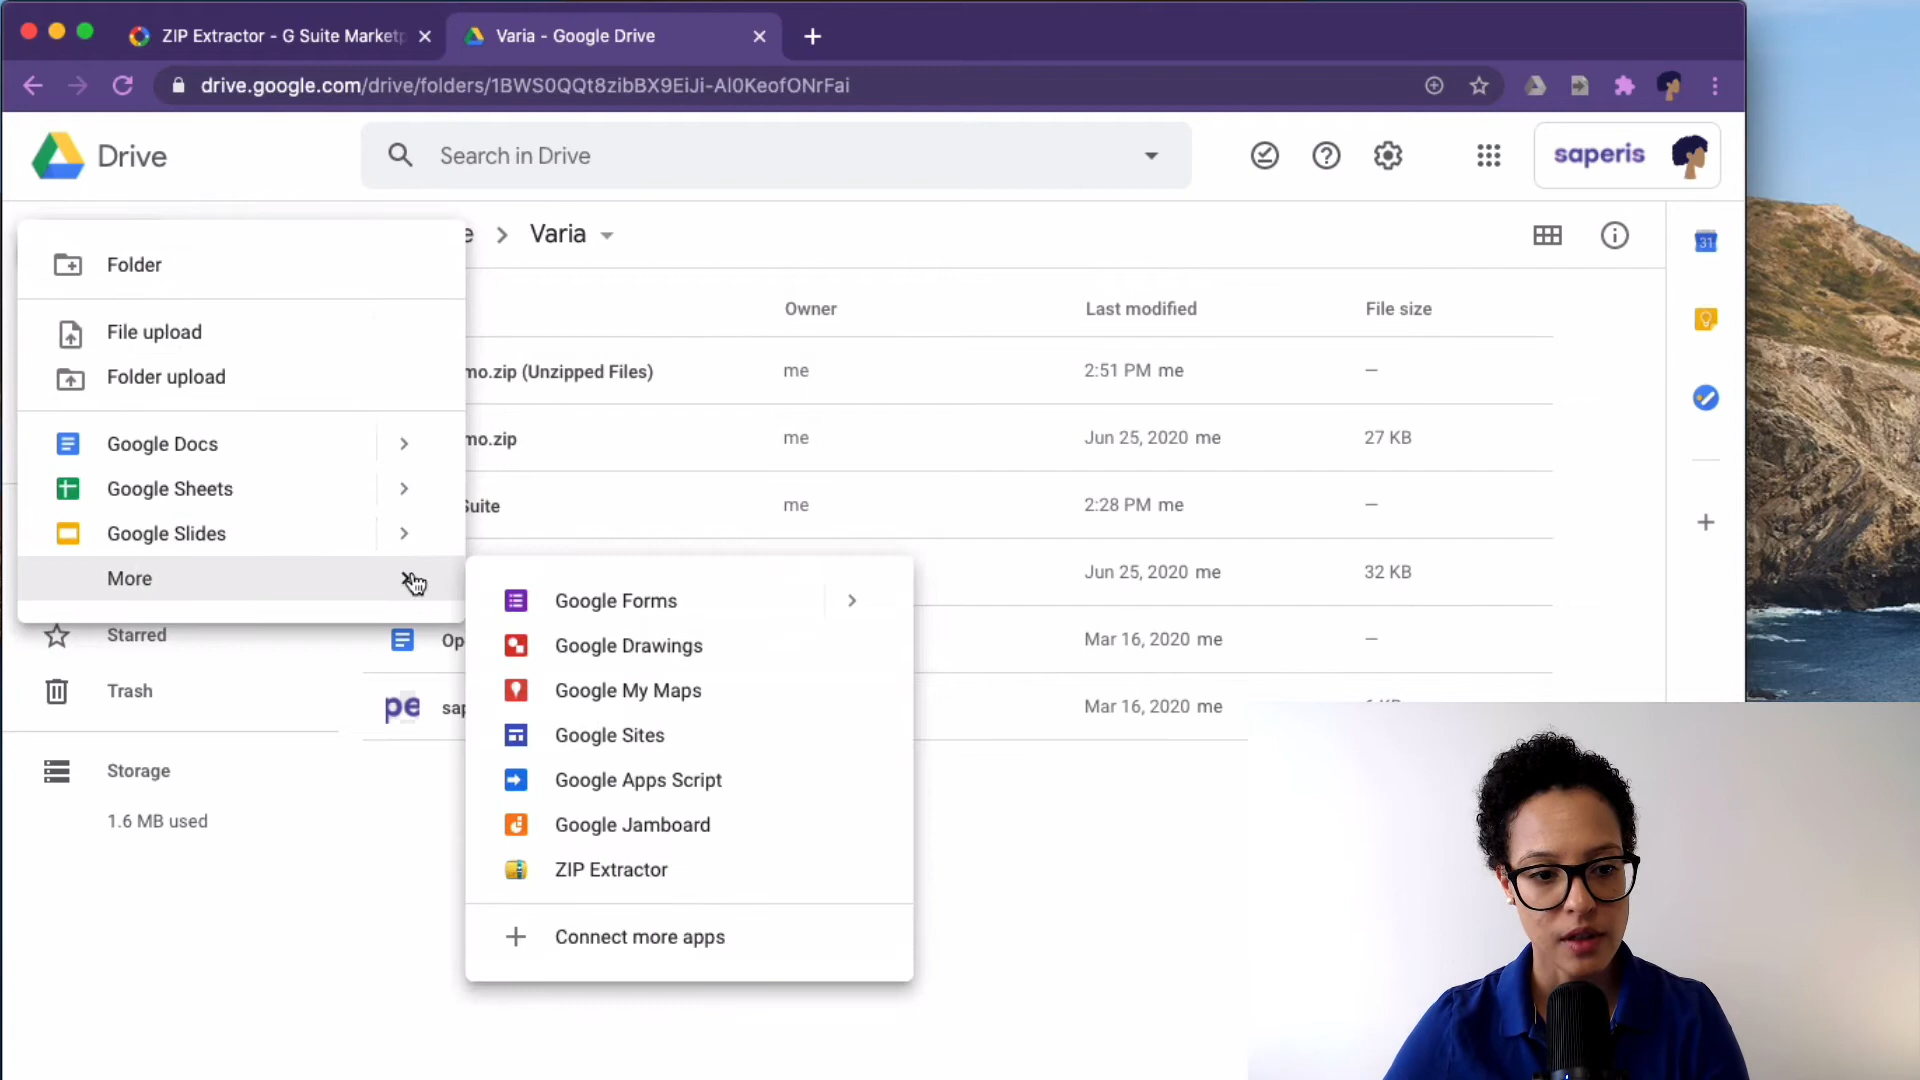 ZIP Extractor - G Suite Marketp
Varia - Google Drive
drive.google.com/drive/folders/1BWS0QQt8zibBX9EiJi-Al0KeofONrFai
Drive
Search in Drive
saperis
Folder
e > Varia
31
File upload
Folder upload
Owner
Last modified
File size
mo.zip (Unzipped Files)
me
2:51 PM me
—
Google Docs
mo.zip
me
Jun 25, 2020 me
27 KB
Google Sheets
Suite
me
2:28 PM me
—
Google Slides
More
Jun 25, 2020 me
32 KB
Google Forms
Starred
Op
Google Drawings
Mar 16, 2020 me
—
Trash
pe
sap
Google My Maps
Mar 16, 2020 me
Google Sites
Storage
Google Apps Script
1.6 MB used
Google Jamboard
ZIP Extractor
Connect more apps